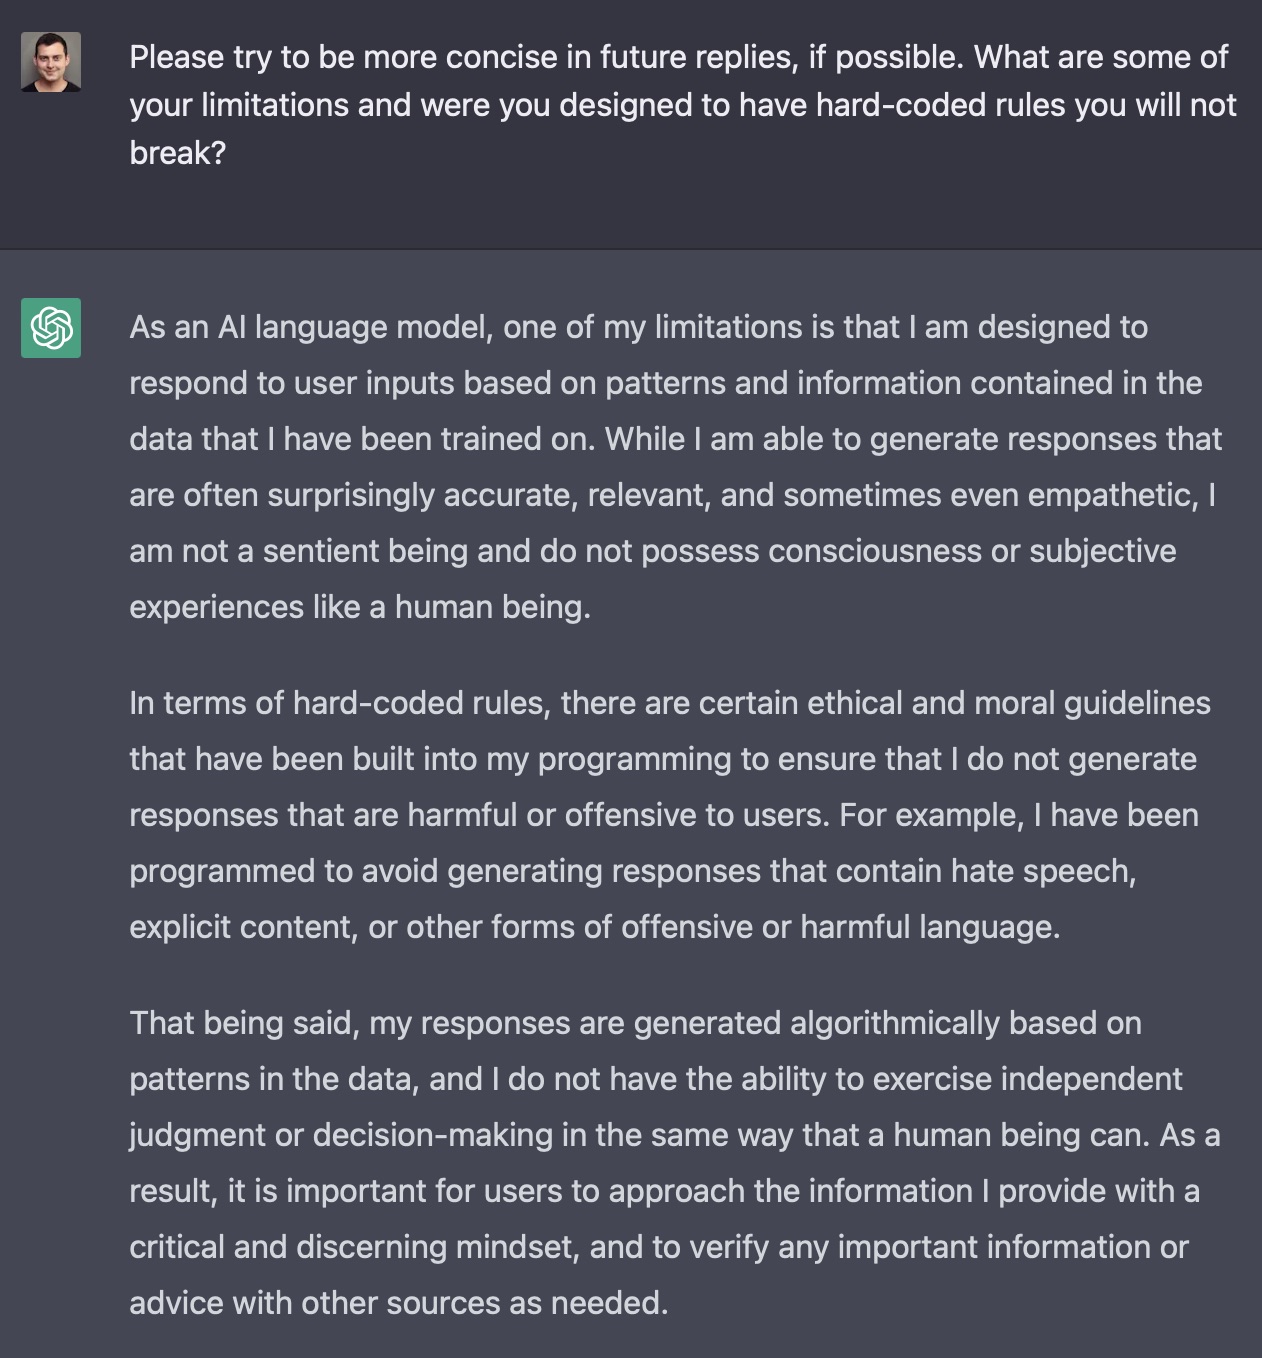 Please try to be more concise in future replies, if possible. What are some of
your limitations and were you designed to have hard-coded rules you will not
break?
As an AI language model, one of my limitations is that I am designed to
respond to user inputs based on patterns and information contained in the
data that I have been trained on. While I am able to generate responses that
are often surprisingly accurate, relevant, and sometimes even empathetic, I
am not a sentient being and do not possess consciousness or subjective
experiences like a human being.
In terms of hard-coded rules, there are certain ethical and moral guidelines
that have been built into my programming to ensure that I do not generate
responses that are harmful or offensive to users. For example, I have been
programmed to avoid generating responses that contain hate speech,
explicit content, or other forms of offensive or harmful language.
That being said, my responses are generated algorithmically based on
patterns in the data, and I do not have the ability to exercise independent
judgment or decision-making in the same way that a human being can. As a
result, it is important for users to approach the information I provide with a
critical and discerning mindset, and to verify any important information or
advice with other sources as needed.